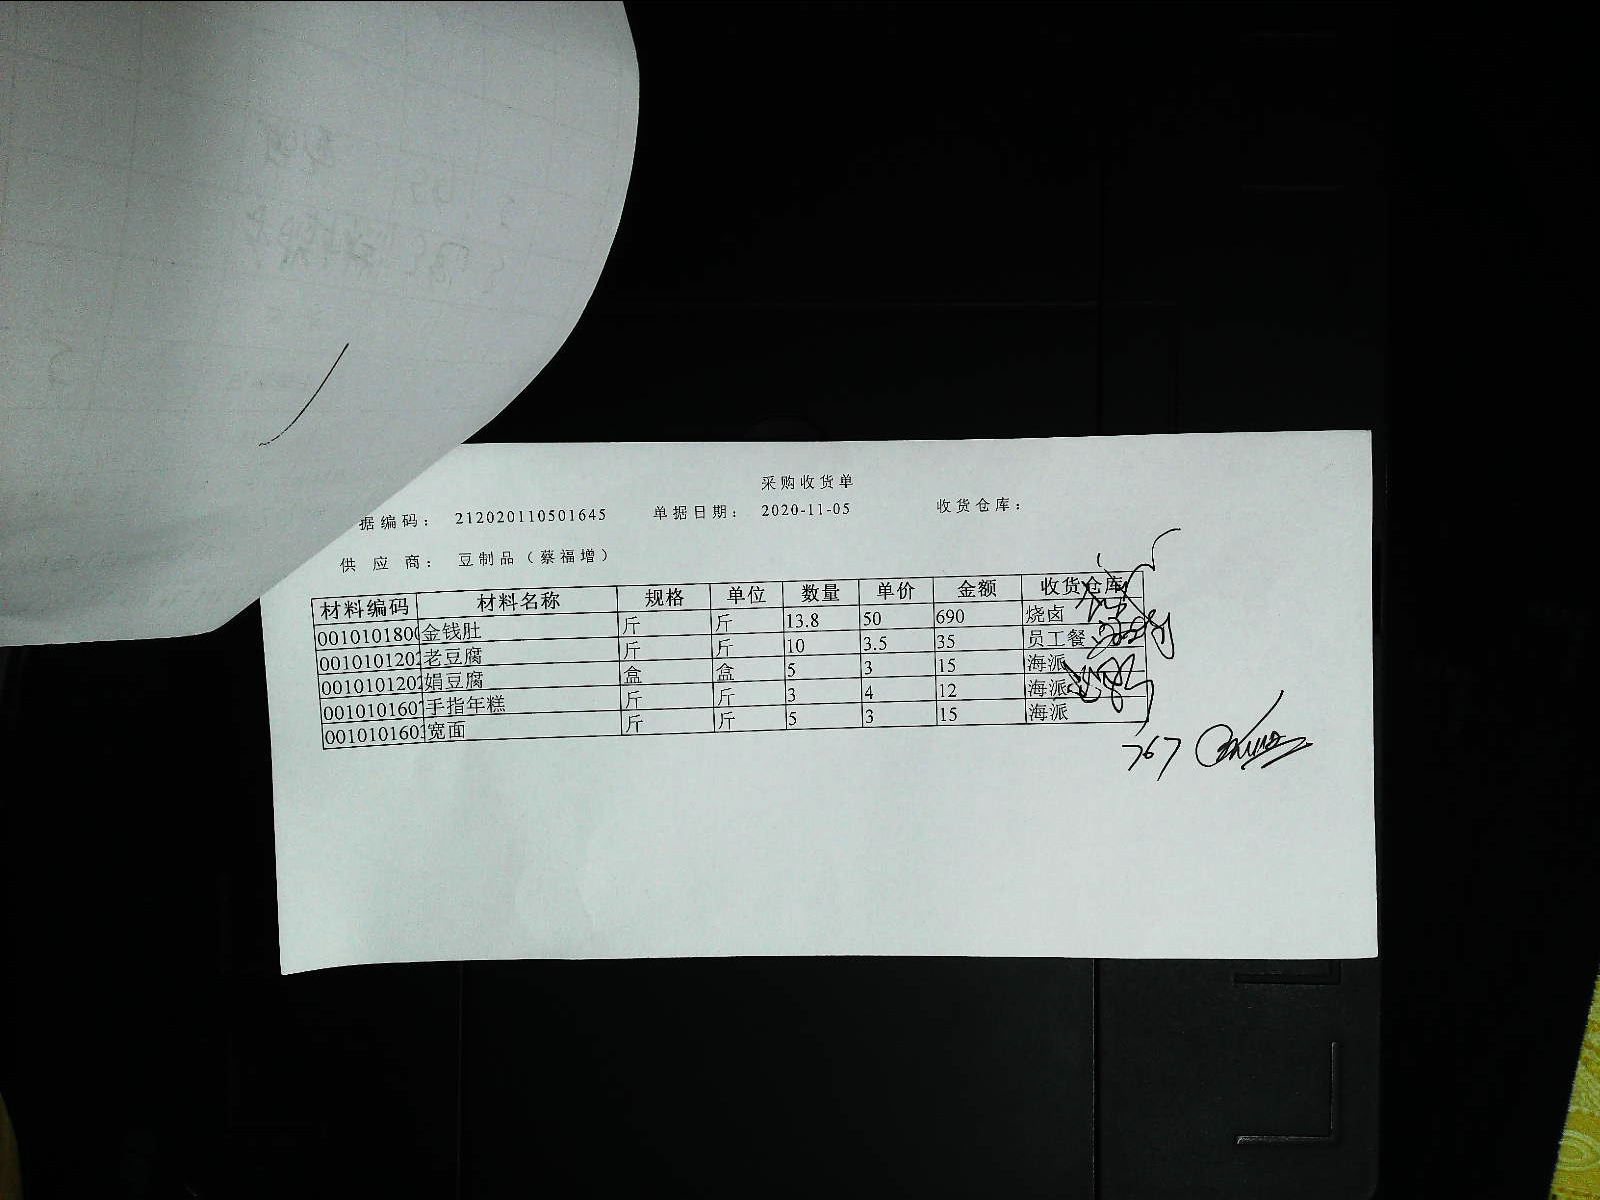 采购收货单
据编码： 212020110501645 单据日期： 2020-11-05 收货仓库：
供应商： 豆制品（蔡福增）
材料编码 材料名称 规格 单位 数量 单价 金额 收货仓库
001010180 金钱肚 斤 斤 13.8 50 690 烧卤
001010120 老豆腐 斤 斤 10 3.5 35 员工餐
001010120 娟豆腐 盒 盒 5 3 15 海派
001010160 手指年糕 斤 斤 3 4 12 海派
001010160 宽面 斤 斤 5 3 15 海派
767